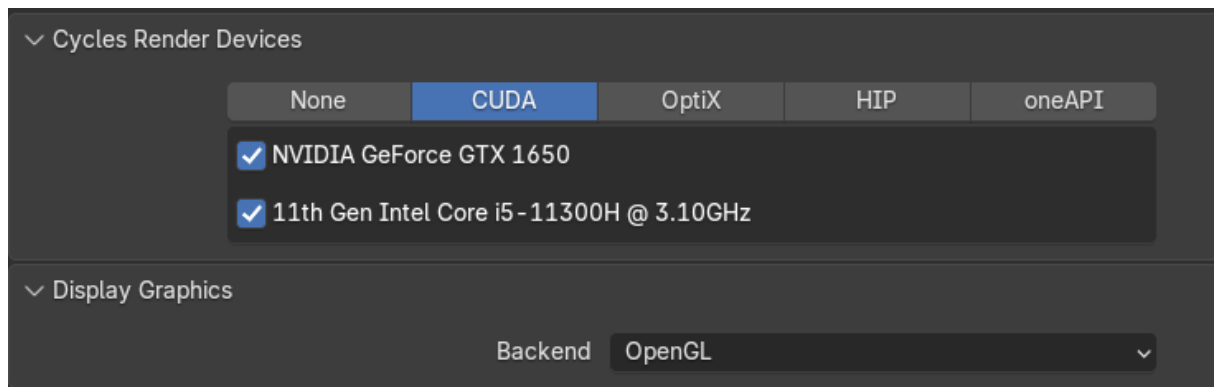 Cycles Render Devices
None CUDA OptiX HIP oneAPI
NVIDIA GeForce GTX 1650
11th Gen Intel Core i5-11300H @ 3.10GHz
Display Graphics
Backend OpenGL